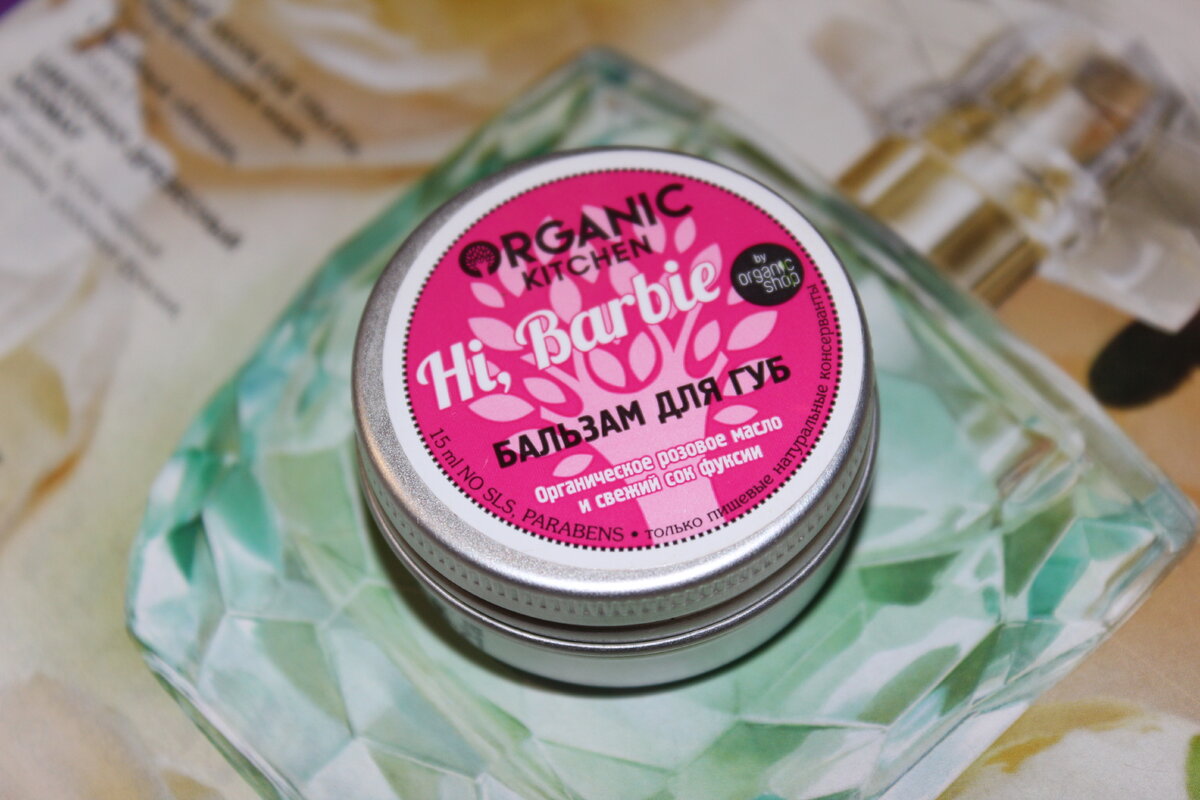 ORGANIC
KITCHEN
by
organic
shop
Hi, Barbie
БАЛЬЗАМ ДЛЯ ГУБ
Органическое розовое масло
и свежий сок фуксии
15 ml NO SLS, PARABENS • только пищевые натуральные консерванты